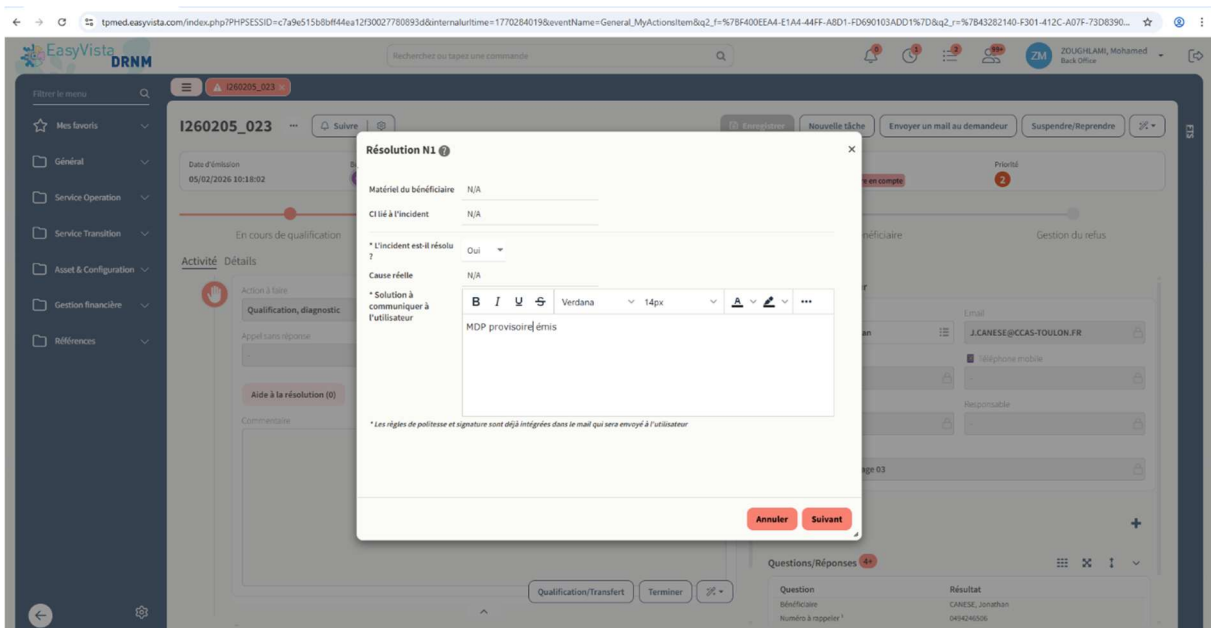 tpmed.easyvista.com/index.php?PHPSESSID=c7a9e515b8bff44ea12f30027780893d&internalurltime=1770284019&eventName=General_MyActionsItem&q2_f=%7BF400EEA4-E1A4-44FF-A8D1-FD690103ADD1%7D&q2_r=%7B43282140-F301-412C-A07F-73D8390...
EasyVista
DRNM
Rechercher ou tapez une commande
99+
ZM
ZOUGHLAMI, Mohamed
Back Office
Filtrer le menu
I260205_023
Mes favoris
Général
Service Operation
Service Transition
Asset & Configuration
Gestion financière
Références
I260205_023
Suivre
Enregistrer
Nouvelle tâche
Envoyer un mail au demandeur
Suspendre/Reprendre
ETS
Date d'émission
05/02/2026 10:18:02
en compte
Priorité
2
En cours de qualification
Gestion du refus
Activité Détails
Action à faire
Qualification, diagnostic
Appel sans réponse
-
Aide à la résolution (0)
Commentaire
Résolution N1
Matériel du bénéficiaire N/A
CI lié à l'incident N/A
* L'incident est-il résolu ? Oui
Cause réelle N/A
* Solution à communiquer à l'utilisateur
B I U S Verdana 14px A
MDP provisoire émis
* Les règles de politesse et signature sont déjà intégrées dans le mail qui sera envoyé à l'utilisateur
Annuler Suivant
Email
J.CANESE@CCAS-TOULON.FR
Téléphone mobile
-
Responsable
-
Qualification/Transfert
Terminer
Questions/Réponses 4+
Question Résultat
Bénéficiaire CANESE, Jonathan
Numéro à rappeler * 0494246506